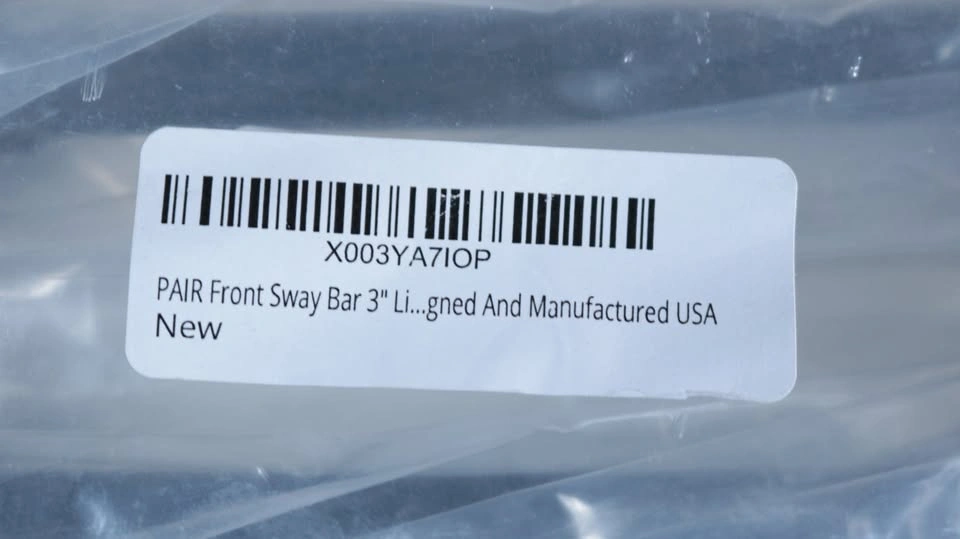 X003YA7IOP
PAIR Front Sway Bar 3" Li...gned And Manufactured USA
New